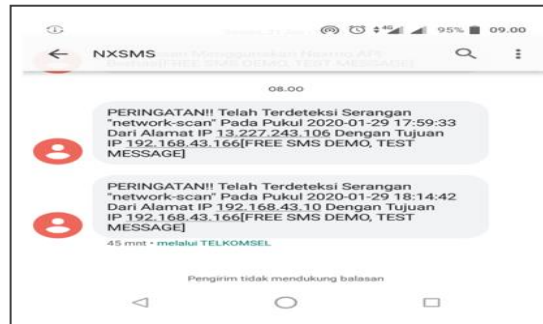 4G 95% 09.00
NXSMS
08.00
PERINGATAN!! Telah Terdeteksi Serangan
"network-scan" Pada Pukul 2020-01-29 17:59:33
Dari Alamat IP 13.227.243.106 Dengan Tujuan
IP 192.168.43.166[FREE SMS DEMO, TEST
MESSAGE]
PERINGATAN!! Telah Terdeteksi Serangan
"network-scan" Pada Pukul 2020-01-29 18:14:42
Dari Alamat IP 192.168.43.10 Dengan Tujuan
IP 192.168.43.166[FREE SMS DEMO, TEST
MESSAGE]
45 mnt • melalui TELKOMSEL
Pengirim tidak mendukung balasan